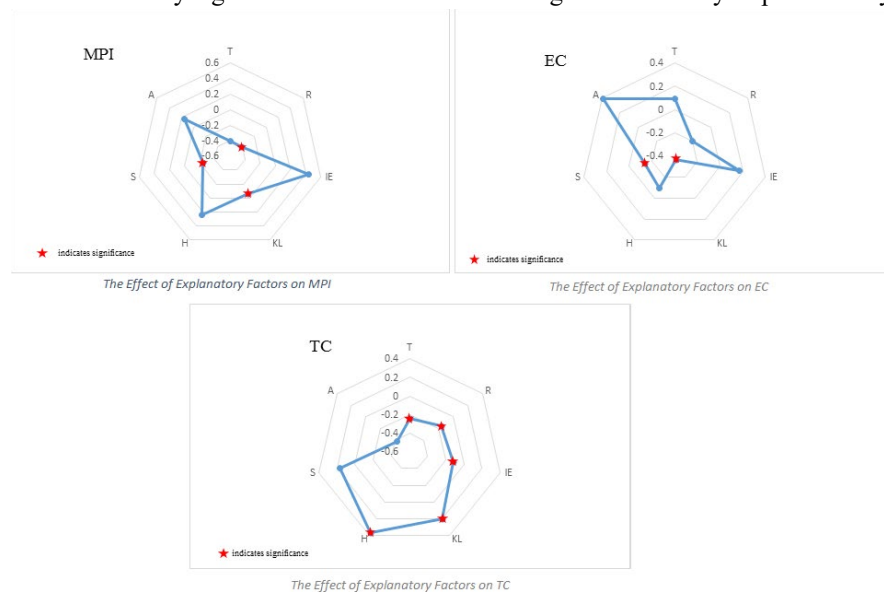 MPI
T
0.6
0.4
0.2
0
-0.2
-0.4
-0.6
R
IE
KL
H
S
A
indicates significance
The Effect of Explanatory Factors on MPI
EC
T
0.4
0.2
0
-0.2
-0.4
R
IE
KL
H
S
A
indicates significance
The Effect of Explanatory Factors on EC
TC
T
0.4
0.2
0
-0.2
-0.4
-0.6
R
IE
KL
H
S
A
indicates significance
The Effect of Explanatory Factors on TC